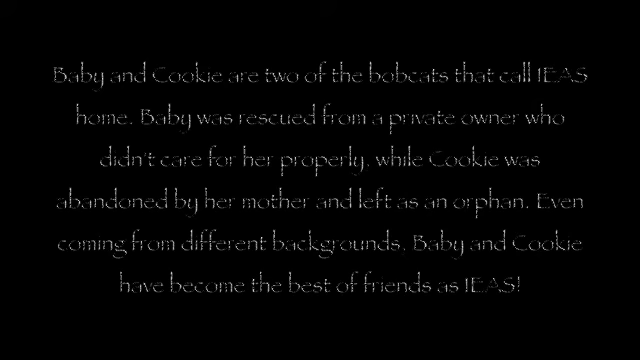 Baby and Cookie are two of the bobcats that call IEAS
home. Baby was rescued from a private owner who
didn't care for her properly, while Cookie was
abandoned by her mother and left as an orphan. Even
coming from different backgrounds, Baby and Cookie
have become the best of friends as IEAS!